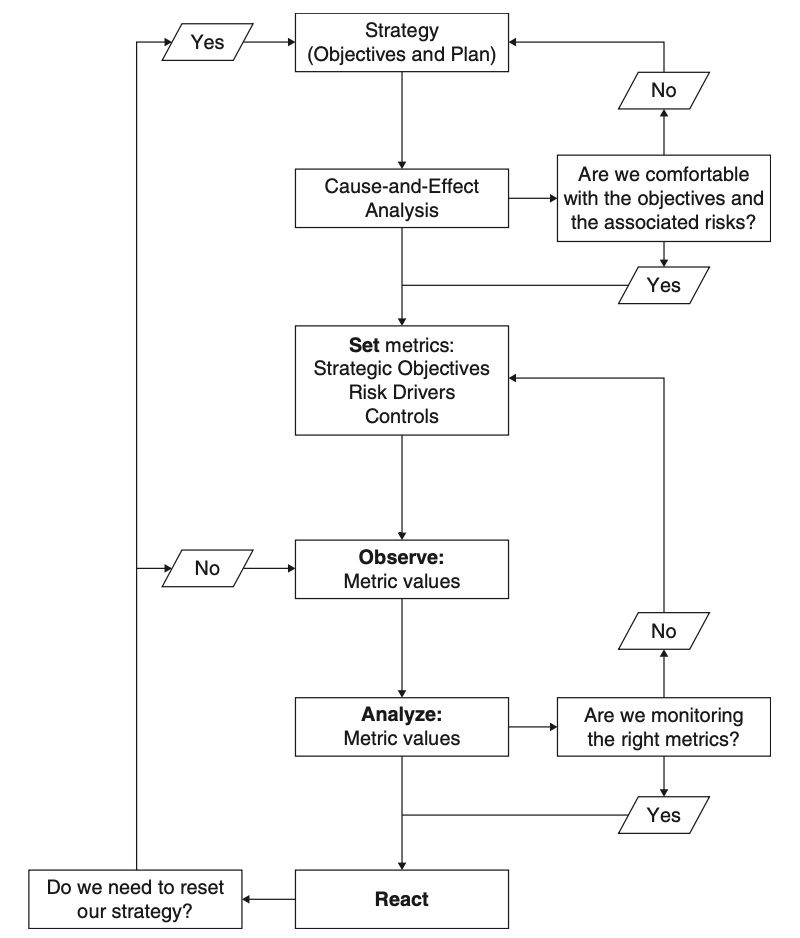 Yes
Strategy
(Objectives and Plan)
No
Cause-and-Effect
Analysis
Are we comfortable
with the objectives and
the associated risks?
Yes
Set metrics:
Strategic Objectives
Risk Drivers
Controls
No
Observe:
Metric values
No
Analyze:
Metric values
Are we monitoring
the right metrics?
Yes
Do we need to reset
our strategy?
React